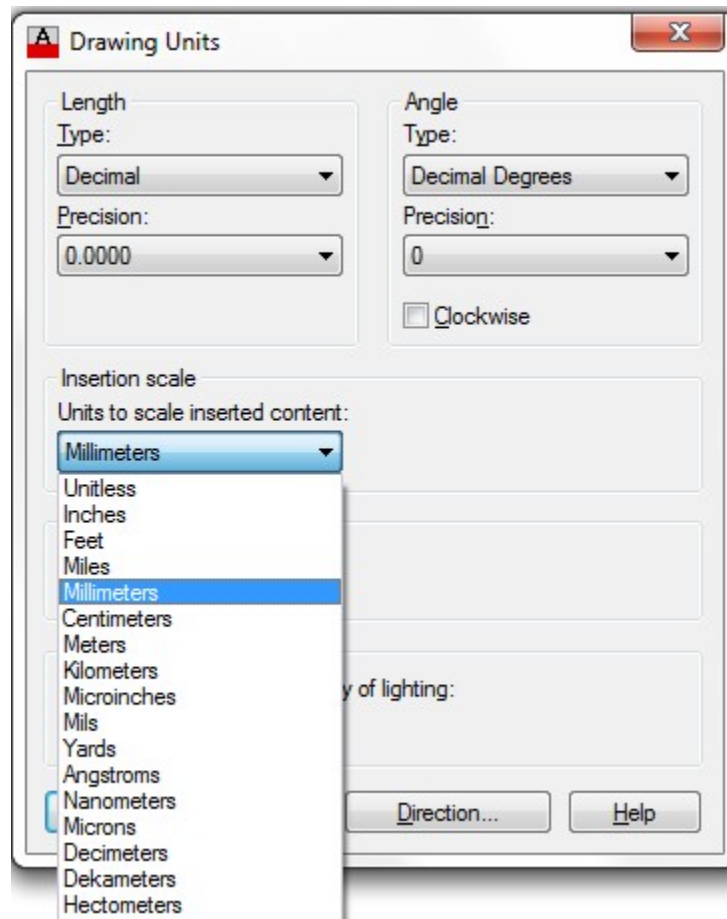 Drawing Units
Length
Type:
Decimal
Precision:
0.0000
Angle
Type:
Decimal Degrees
Precision:
0
Clockwise
Insertion scale
Units to scale inserted content:
Millimeters
Unitless
Inches
Feet
Miles
Millimeters
Centimeters
Meters
Kilometers
Microinches
Mils
Yards
Angstroms
Nanometers
Microns
Decimeters
Dekameters
Hectometers
y of lighting:
Direction...
Help